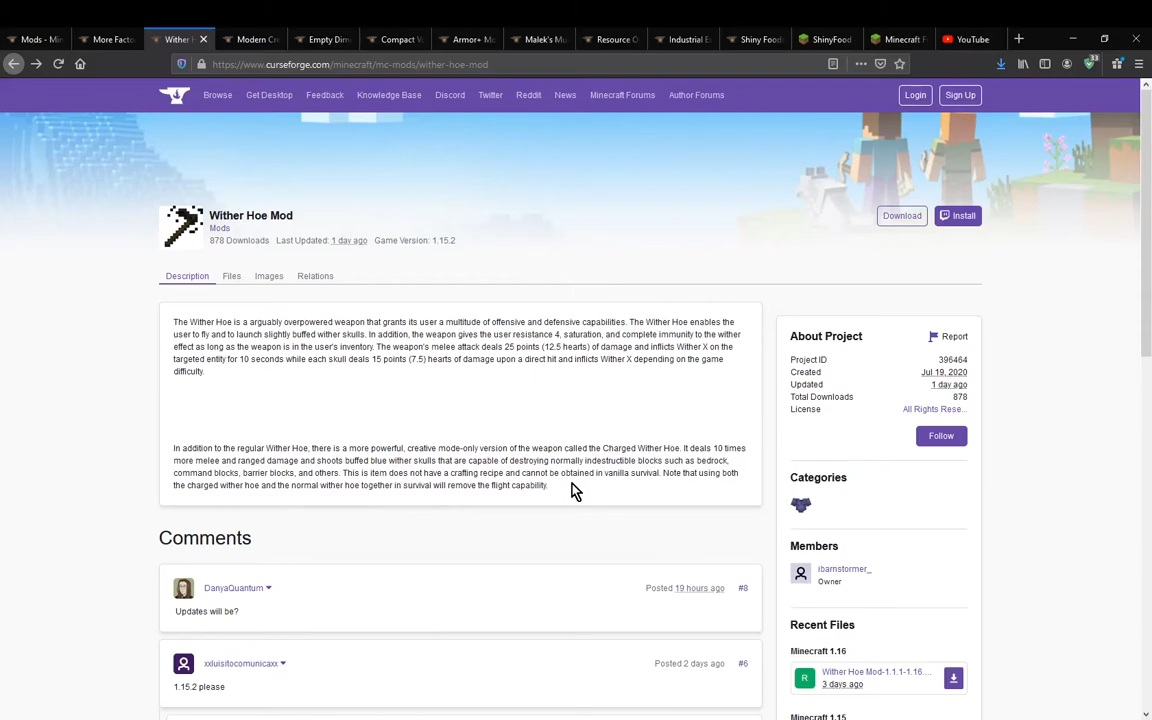 Mods - Min
More Facto
Wither H
Modern Cr
Empty Dim
Compact V
Armor+ Mo
Malek's Mu
Resource O
Industrial E
Shiny Food
ShinyFood
Minecraft F
YouTube
https://www.curseforge.com/minecraft/mc-mods/wither-hoe-mod
33
Browse
Get Desktop
Feedback
Knowledge Base
Discord
Twitter
Reddit
News
Minecraft Forums
Author Forums
Login
Sign Up
Wither Hoe Mod
Mods
878 Downloads Last Updated: 1 day ago Game Version: 1.15.2
Download
Install
Description
Files
Images
Relations
The Wither Hoe is a arguably overpowered weapon that grants its user a multitude of offensive and defensive capabilities. The Wither Hoe enables the
user to fly and to launch slightly buffed wither skulls. In addition, the weapon gives the user resistance 4, saturation, and complete immunity to the wither
effect as long as the weapon is in the user's inventory. The weapon's melee attack deals 25 points (12.5 hearts) of damage and inflicts Wither X on the
targeted entity for 10 seconds while each skull deals 15 points (7.5) hearts of damage upon a direct hit and inflicts Wither X depending on the game
difficulty.
In addition to the regular Wither Hoe, there is a more powerful, creative mode-only version of the weapon called the Charged Wither Hoe. It deals 10 times
more melee and ranged damage and shoots buffed blue wither skulls that are capable of destroying normally indestructible blocks such as bedrock,
command blocks, barrier blocks, and others. This is item does not have a crafting recipe and cannot be obtained in vanilla survival. Note that using both
the charged wither hoe and the normal wither hoe together in survival will remove the flight capability.
About Project
Report
Project ID 396464
Created Jul 19, 2020
Updated 1 day ago
Total Downloads 878
License All Rights Rese...
Follow
Categories
Members
ibarnstormer_
Owner
Recent Files
Minecraft 1.16
R
Wither Hoe Mod-1.1.1-1.16....
3 days ago
Minecraft 1.15
Comments
DanyaQuantum
Posted 19 hours ago #8
Updates will be?
xxluisitocomunicaxx
Posted 2 days ago #6
1.15.2 please